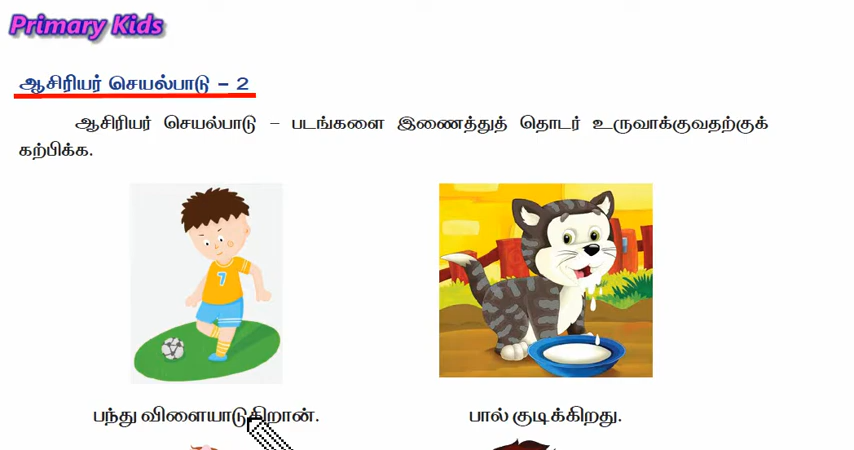 Primary Kids
ஆசிரியர் செயல்பாடு – 2
ஆசிரியர் செயல்பாடு – படங்களை இணைத்துத் தொடர் உருவாக்குவதற்குக்
கற்பிக்க.
7
பந்து விளையாடுகிறான்.
பால் குடிக்கிறது.